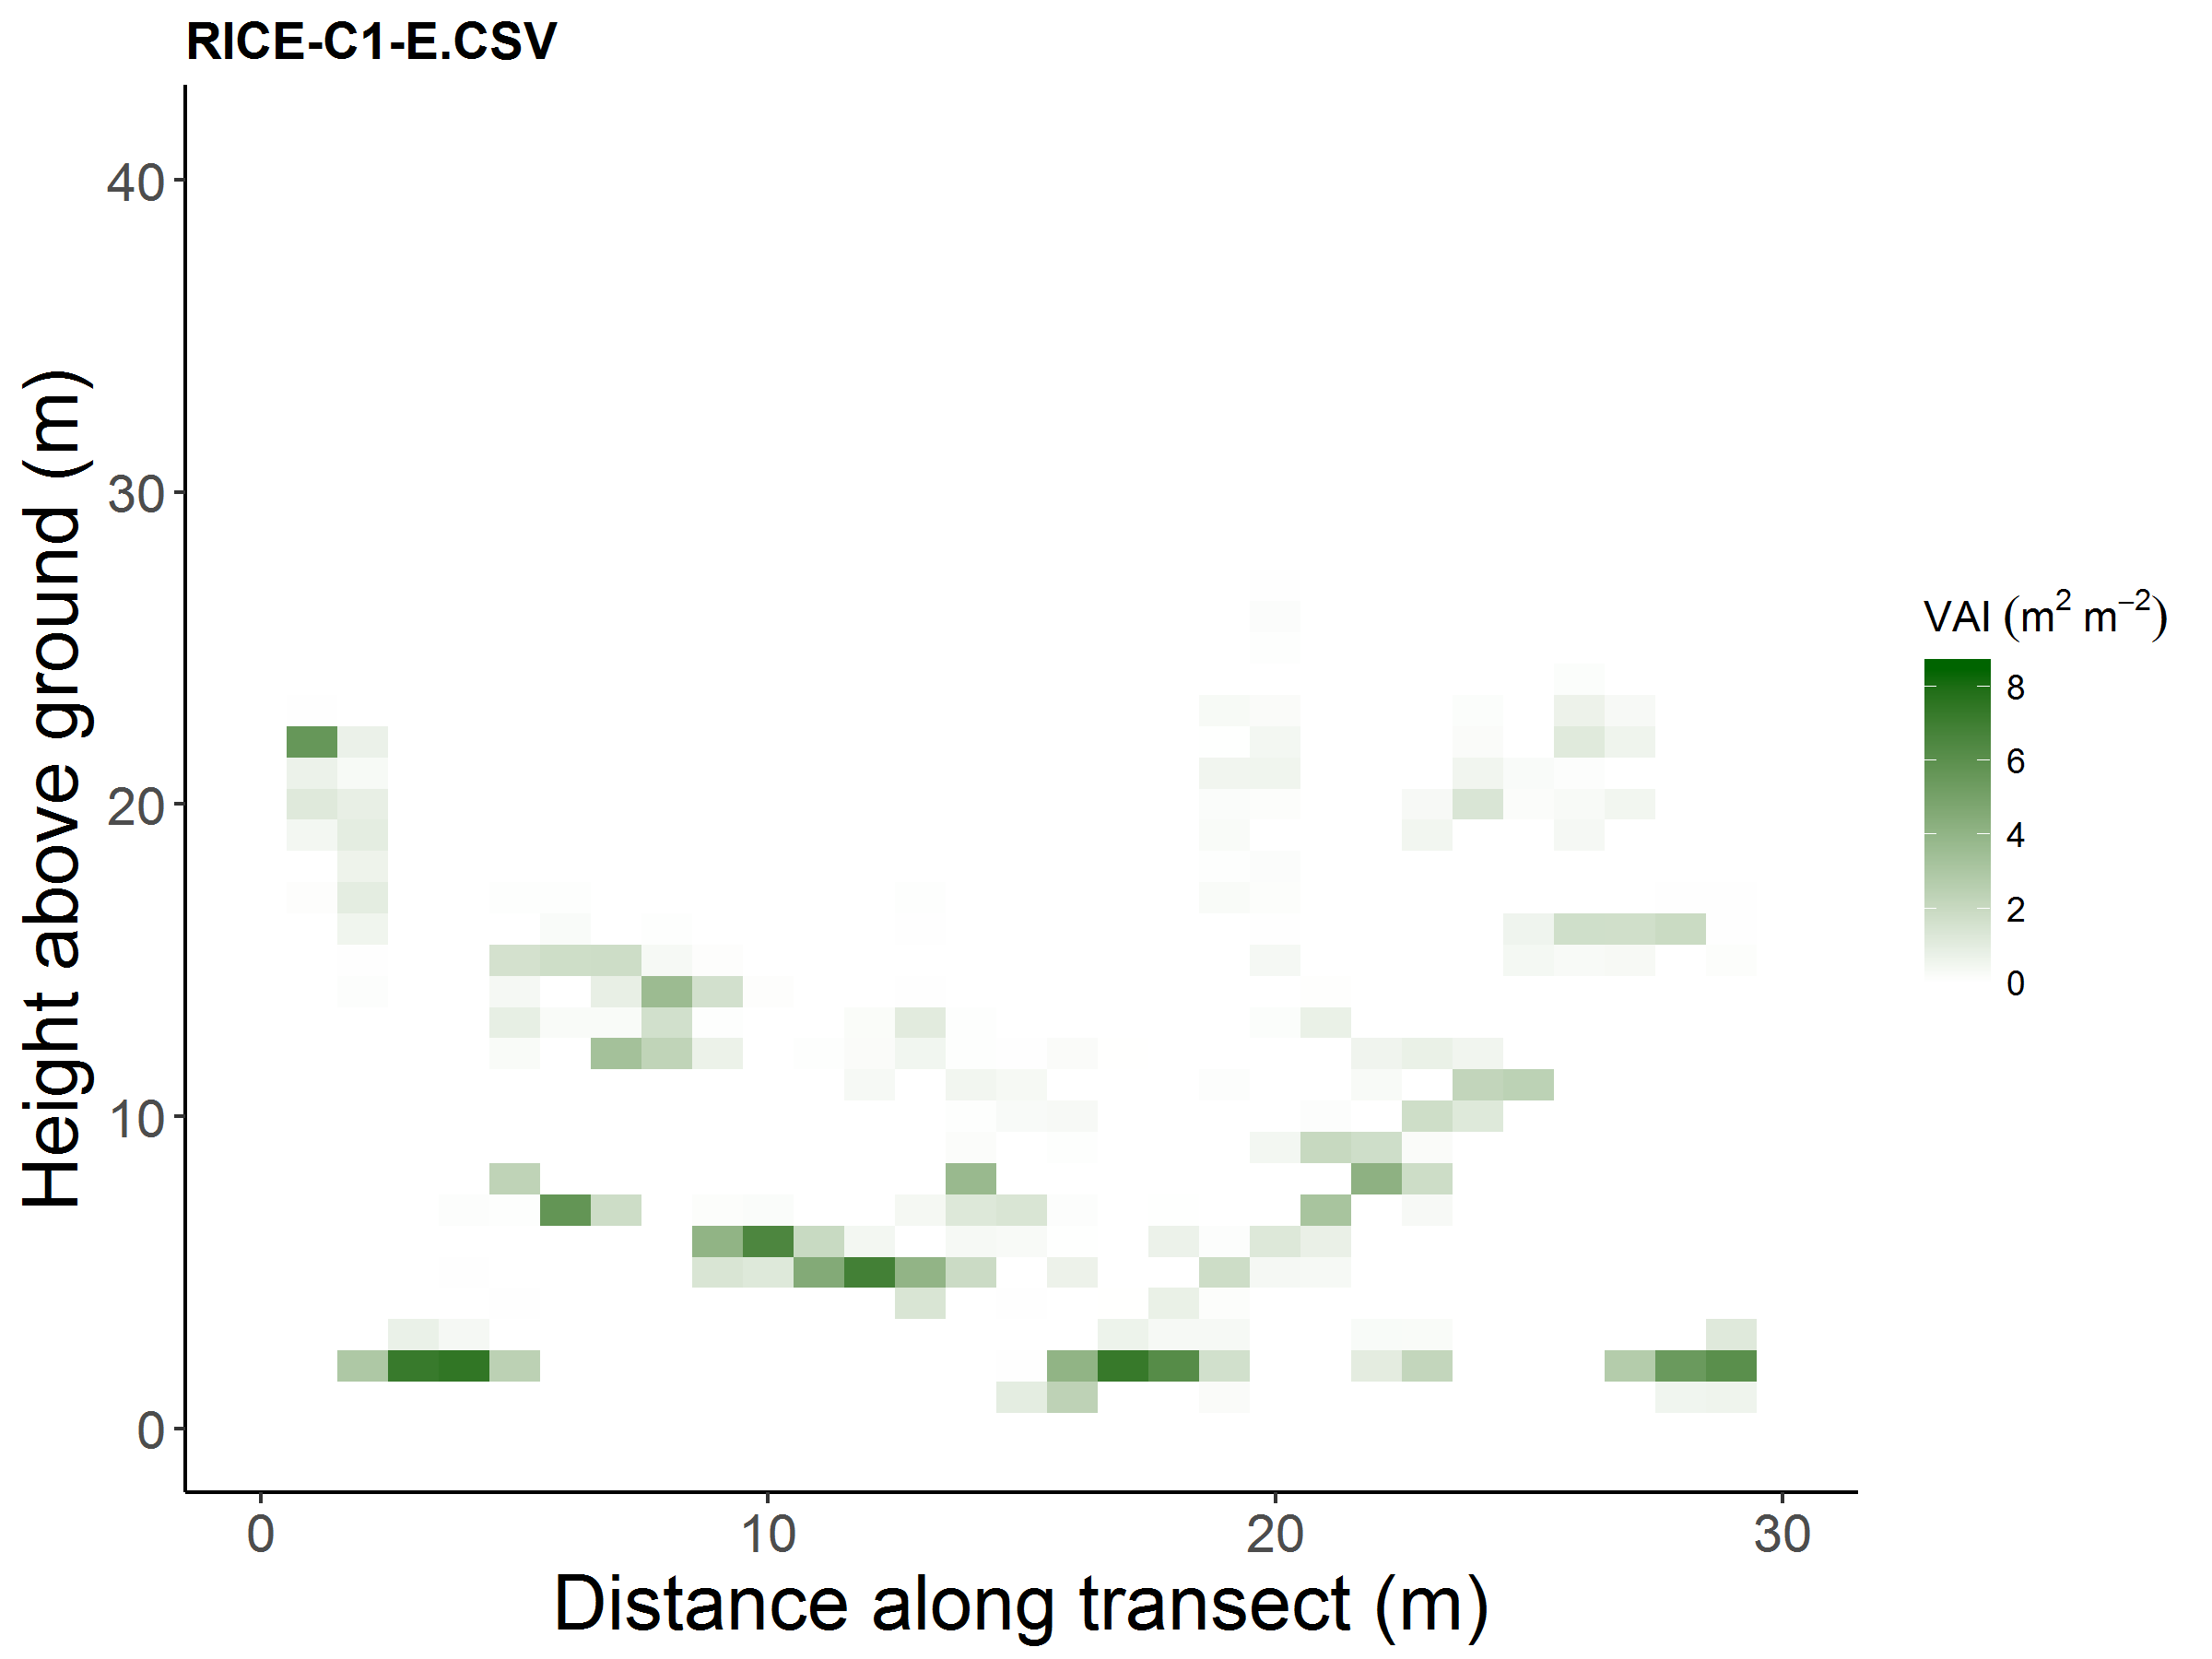 RICE-C1-E.CSV
Height above ground (m)
40
30
20
10
0
0 10 20 30
Distance along transect (m)
VAI (m² m⁻²)
8
6
4
2
0